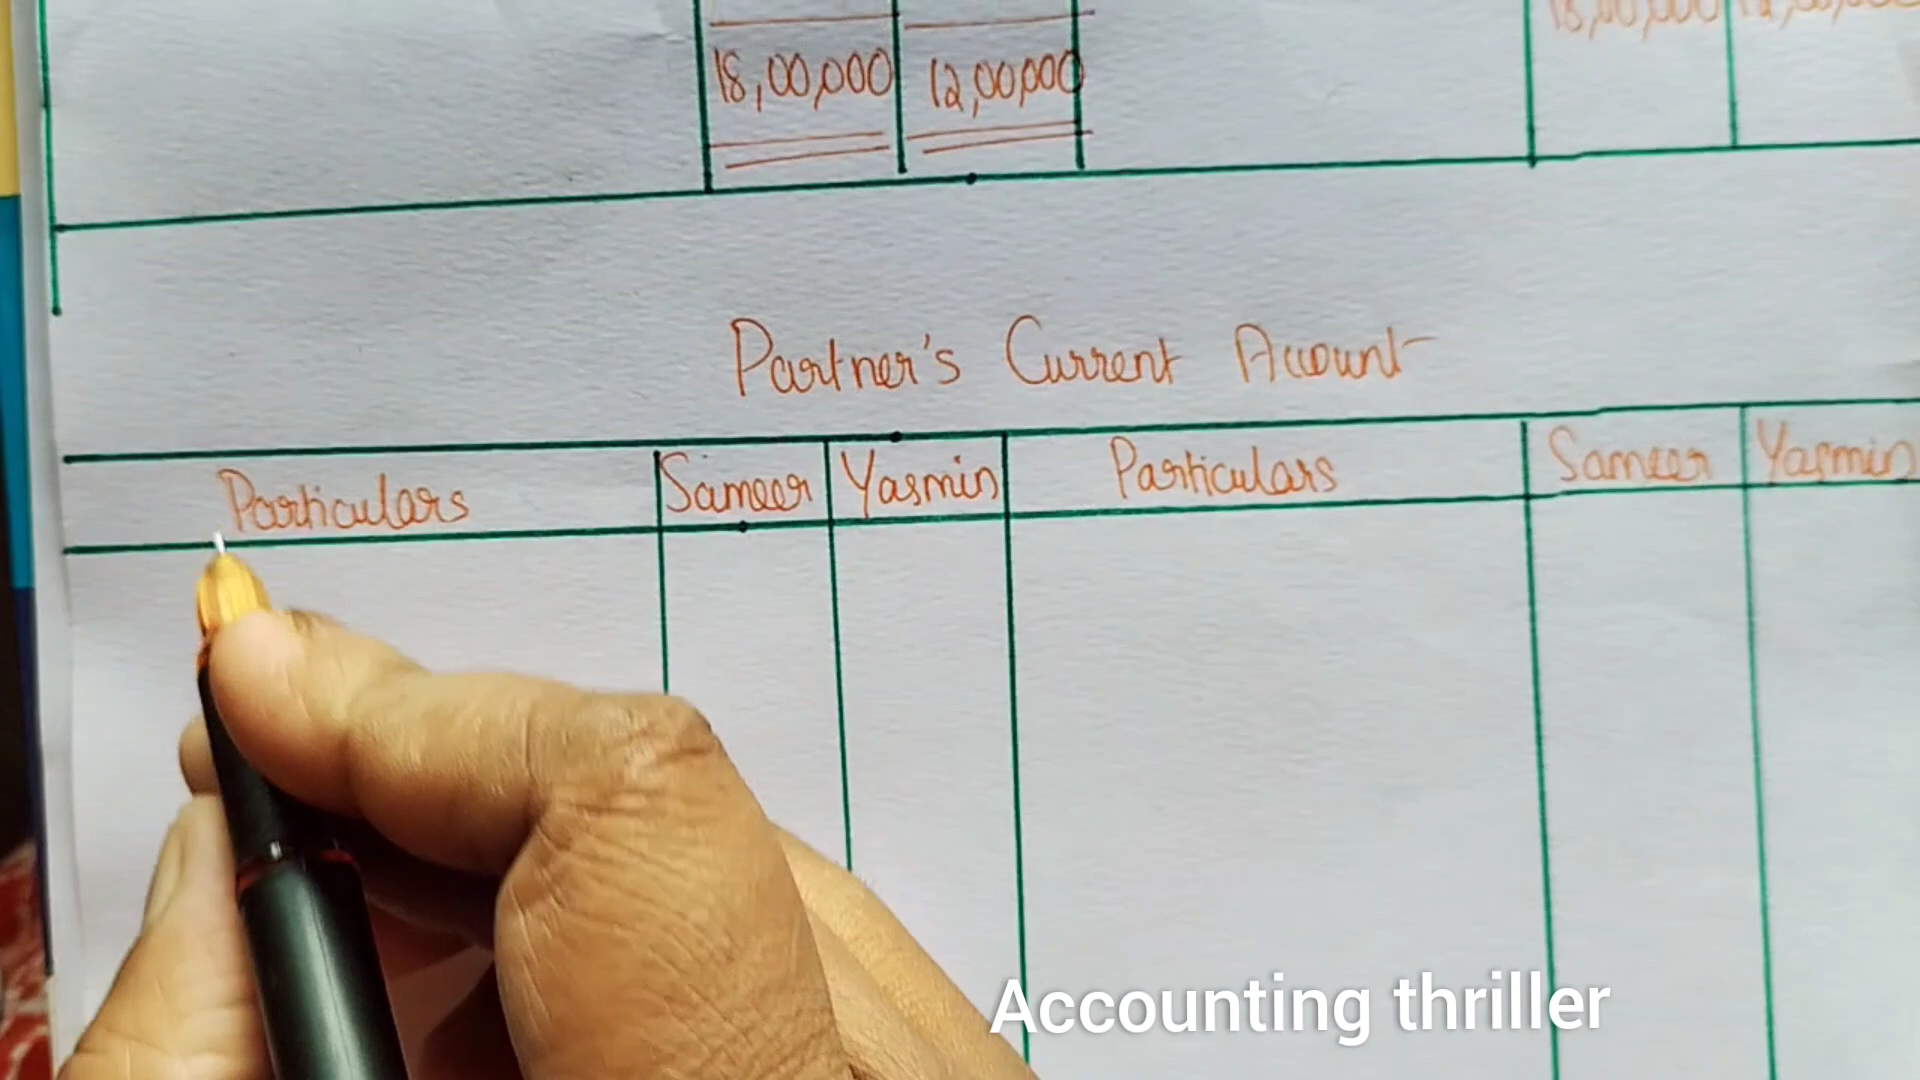 18,00,000 12,00,000
Partner's Current Account
Particulars Sameer Yasmin Particulars Sameer Yasmin
Accounting thriller